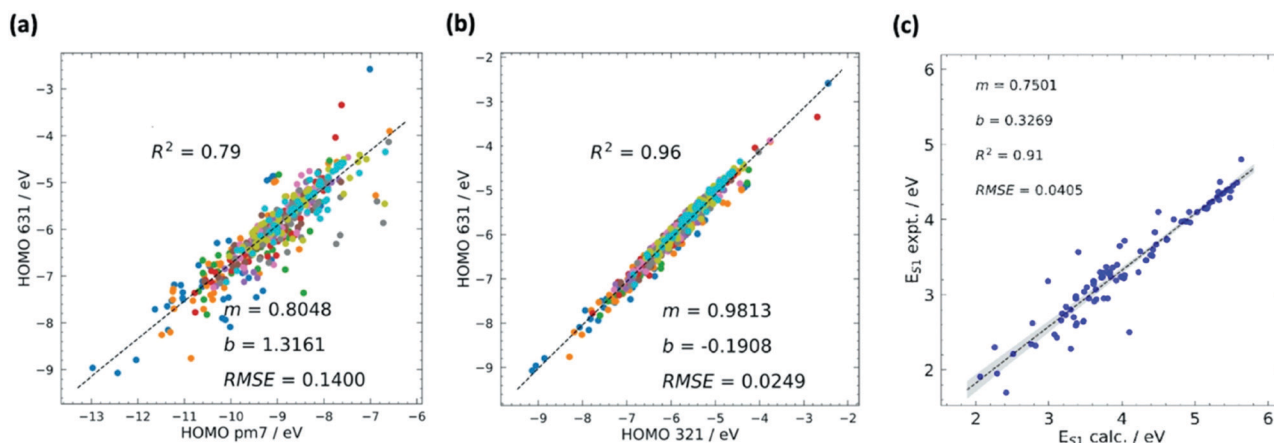 (a)
HOMO 631 / eV
−3
−4
−5
−6
−7
−8
−9
R² = 0.79
m = 0.8048
b = 1.3161
RMSE = 0.1400
−13 −12 −11 −10 −9 −8 −7 −6
HOMO pm7 / eV
(b)
HOMO 631 / eV
−2
−3
−4
−5
−6
−7
−8
−9
R² = 0.96
m = 0.9813
b = -0.1908
RMSE = 0.0249
−9 −8 −7 −6 −5 −4 −3 −2
HOMO 321 / eV
(c)
E_S1 expt. / eV
6
5
4
3
2
m = 0.7501
b = 0.3269
R² = 0.91
RMSE = 0.0405
2 3 4 5 6
E_S1 calc. / eV